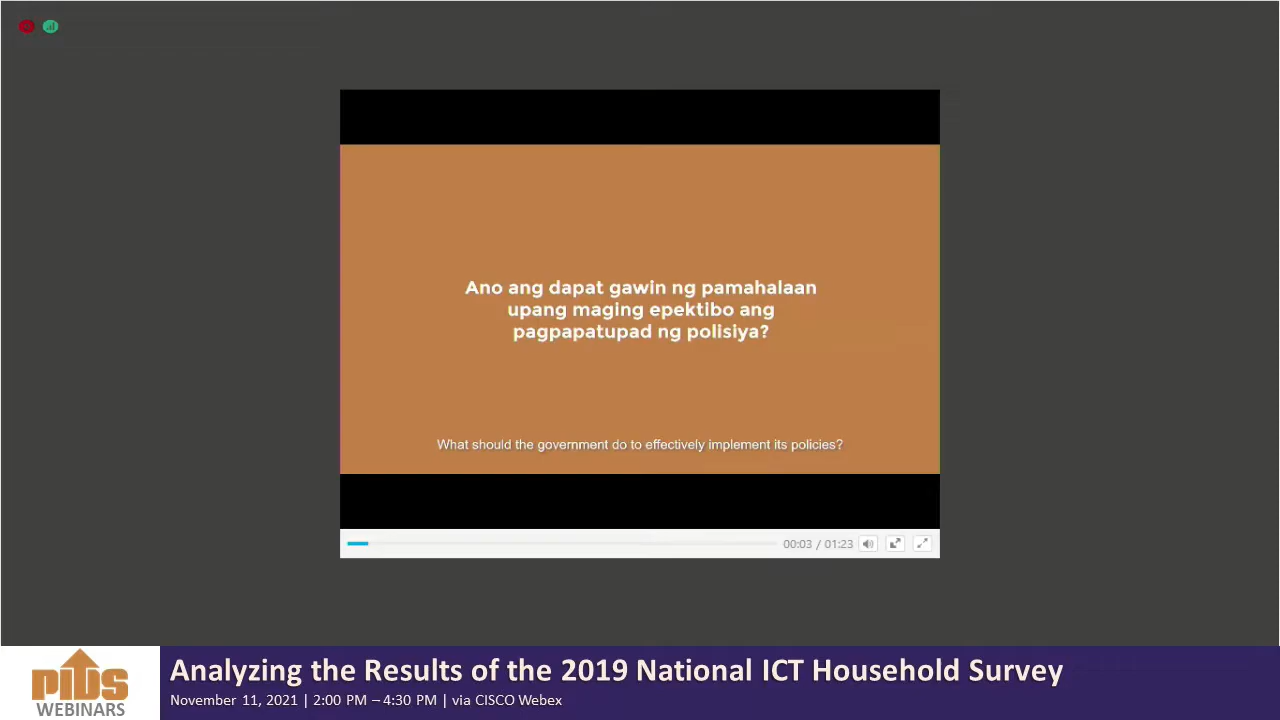 Ano ang dapat gawin ng pamahalaan
upang maging epektibo ang
pagpapatupad ng polisiya?
What should the government do to effectively implement its policies?
00:03 / 01:23
pids
WEBINARS
Analyzing the Results of the 2019 National ICT Household Survey
November 11, 2021 | 2:00 PM – 4:30 PM | via CISCO Webex